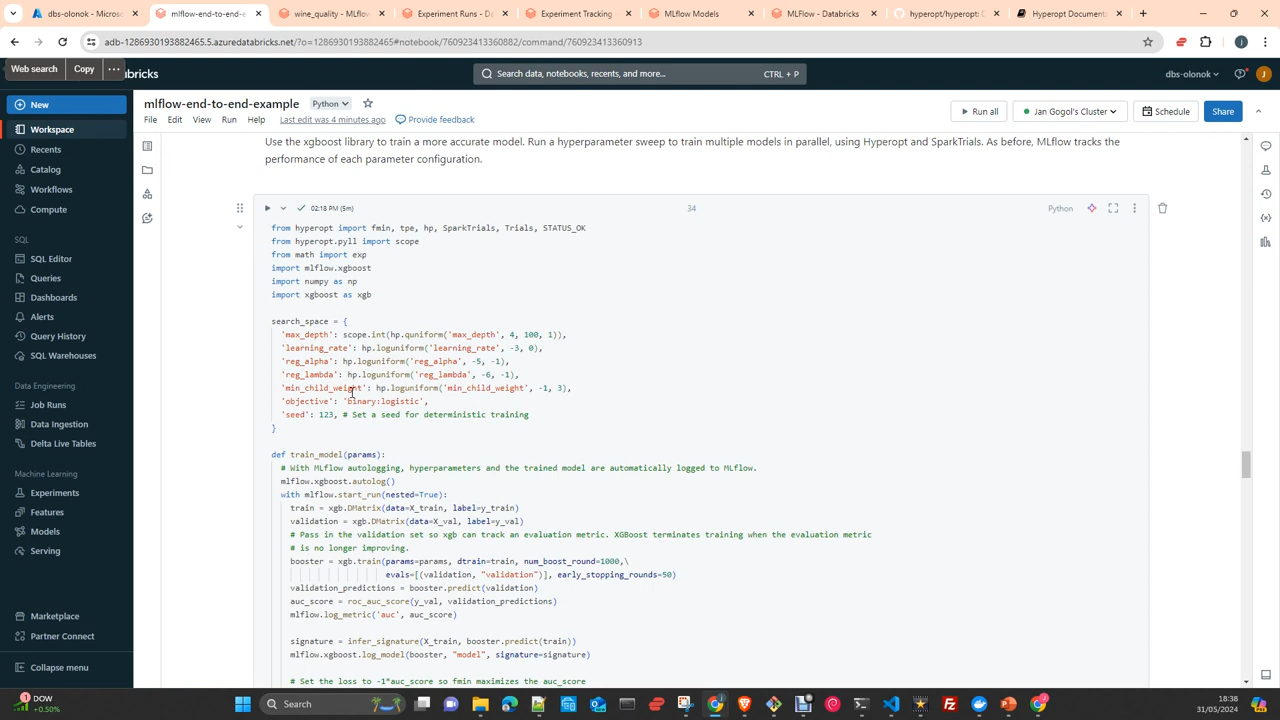 dbs-olonok - Microsoft
mlflow-end-to-end-e
wine_quality - MLflow
Experiment Runs - Da
Experiment Tracking
MLflow Models
MLFlow - Databricks
hyperopt/hyperopt: D
Hyperopt Documents
adb-1286930193882465.5.azuredatabricks.net/?o=1286930193882465#notebook/760923413360882/command/760923413360913
Web search
Copy
...
bricks
Search data, notebooks, recents, and more...
CTRL + P
dbs-olonok
J
New
Workspace
Recents
Catalog
Workflows
Compute
SQL
SQL Editor
Queries
Dashboards
Alerts
Query History
SQL Warehouses
Data Engineering
Job Runs
Data Ingestion
Delta Live Tables
Machine Learning
Experiments
Features
Models
Serving
Marketplace
Partner Connect
Collapse menu
mlflow-end-to-end-example
Python
File Edit View Run Help Last edit was 4 minutes ago Provide feedback
Run all
Jan Gogol's Cluster
Schedule
Share
Use the xgboost library to train a more accurate model. Run a hyperparameter sweep to train multiple models in parallel, using Hyperopt and SparkTrials. As before, MLflow tracks the
performance of each parameter configuration.
02:18 PM (5m)
34
Python
from hyperopt import fmin, tpe, hp, SparkTrials, Trials, STATUS_OK
from hyperopt.pyll import scope
from math import exp
import mlflow.xgboost
import numpy as np
import xgboost as xgb
search_space = {
'max_depth': scope.int(hp.quniform('max_depth', 4, 100, 1)),
'learning_rate': hp.loguniform('learning_rate', -3, 0),
'reg_alpha': hp.loguniform('reg_alpha', -5, -1),
'reg_lambda': hp.loguniform('reg_lambda', -6, -1),
'min_child_weight': hp.loguniform('min_child_weight', -1, 3),
'objective': 'binary:logistic',
'seed': 123, # Set a seed for deterministic training
}
def train_model(params):
# With MLflow autologging, hyperparameters and the trained model are automatically logged to MLflow.
mlflow.xgboost.autolog()
with mlflow.start_run(nested=True):
train = xgb.DMatrix(data=X_train, label=y_train)
validation = xgb.DMatrix(data=X_val, label=y_val)
# Pass in the validation set so xgb can track an evaluation metric. XGBoost terminates training when the evaluation metric
# is no longer improving.
booster = xgb.train(params=params, dtrain=train, num_boost_round=1000,\
evals=[(validation, "validation")], early_stopping_rounds=50)
validation_predictions = booster.predict(validation)
auc_score = roc_auc_score(y_val, validation_predictions)
mlflow.log_metric('auc', auc_score)
signature = infer_signature(X_train, booster.predict(train))
mlflow.xgboost.log_model(booster, "model", signature=signature)
# Set the loss to -1*auc_score so fmin maximizes the auc_score
DOW
+0.50%
Search
18:38
31/05/2024